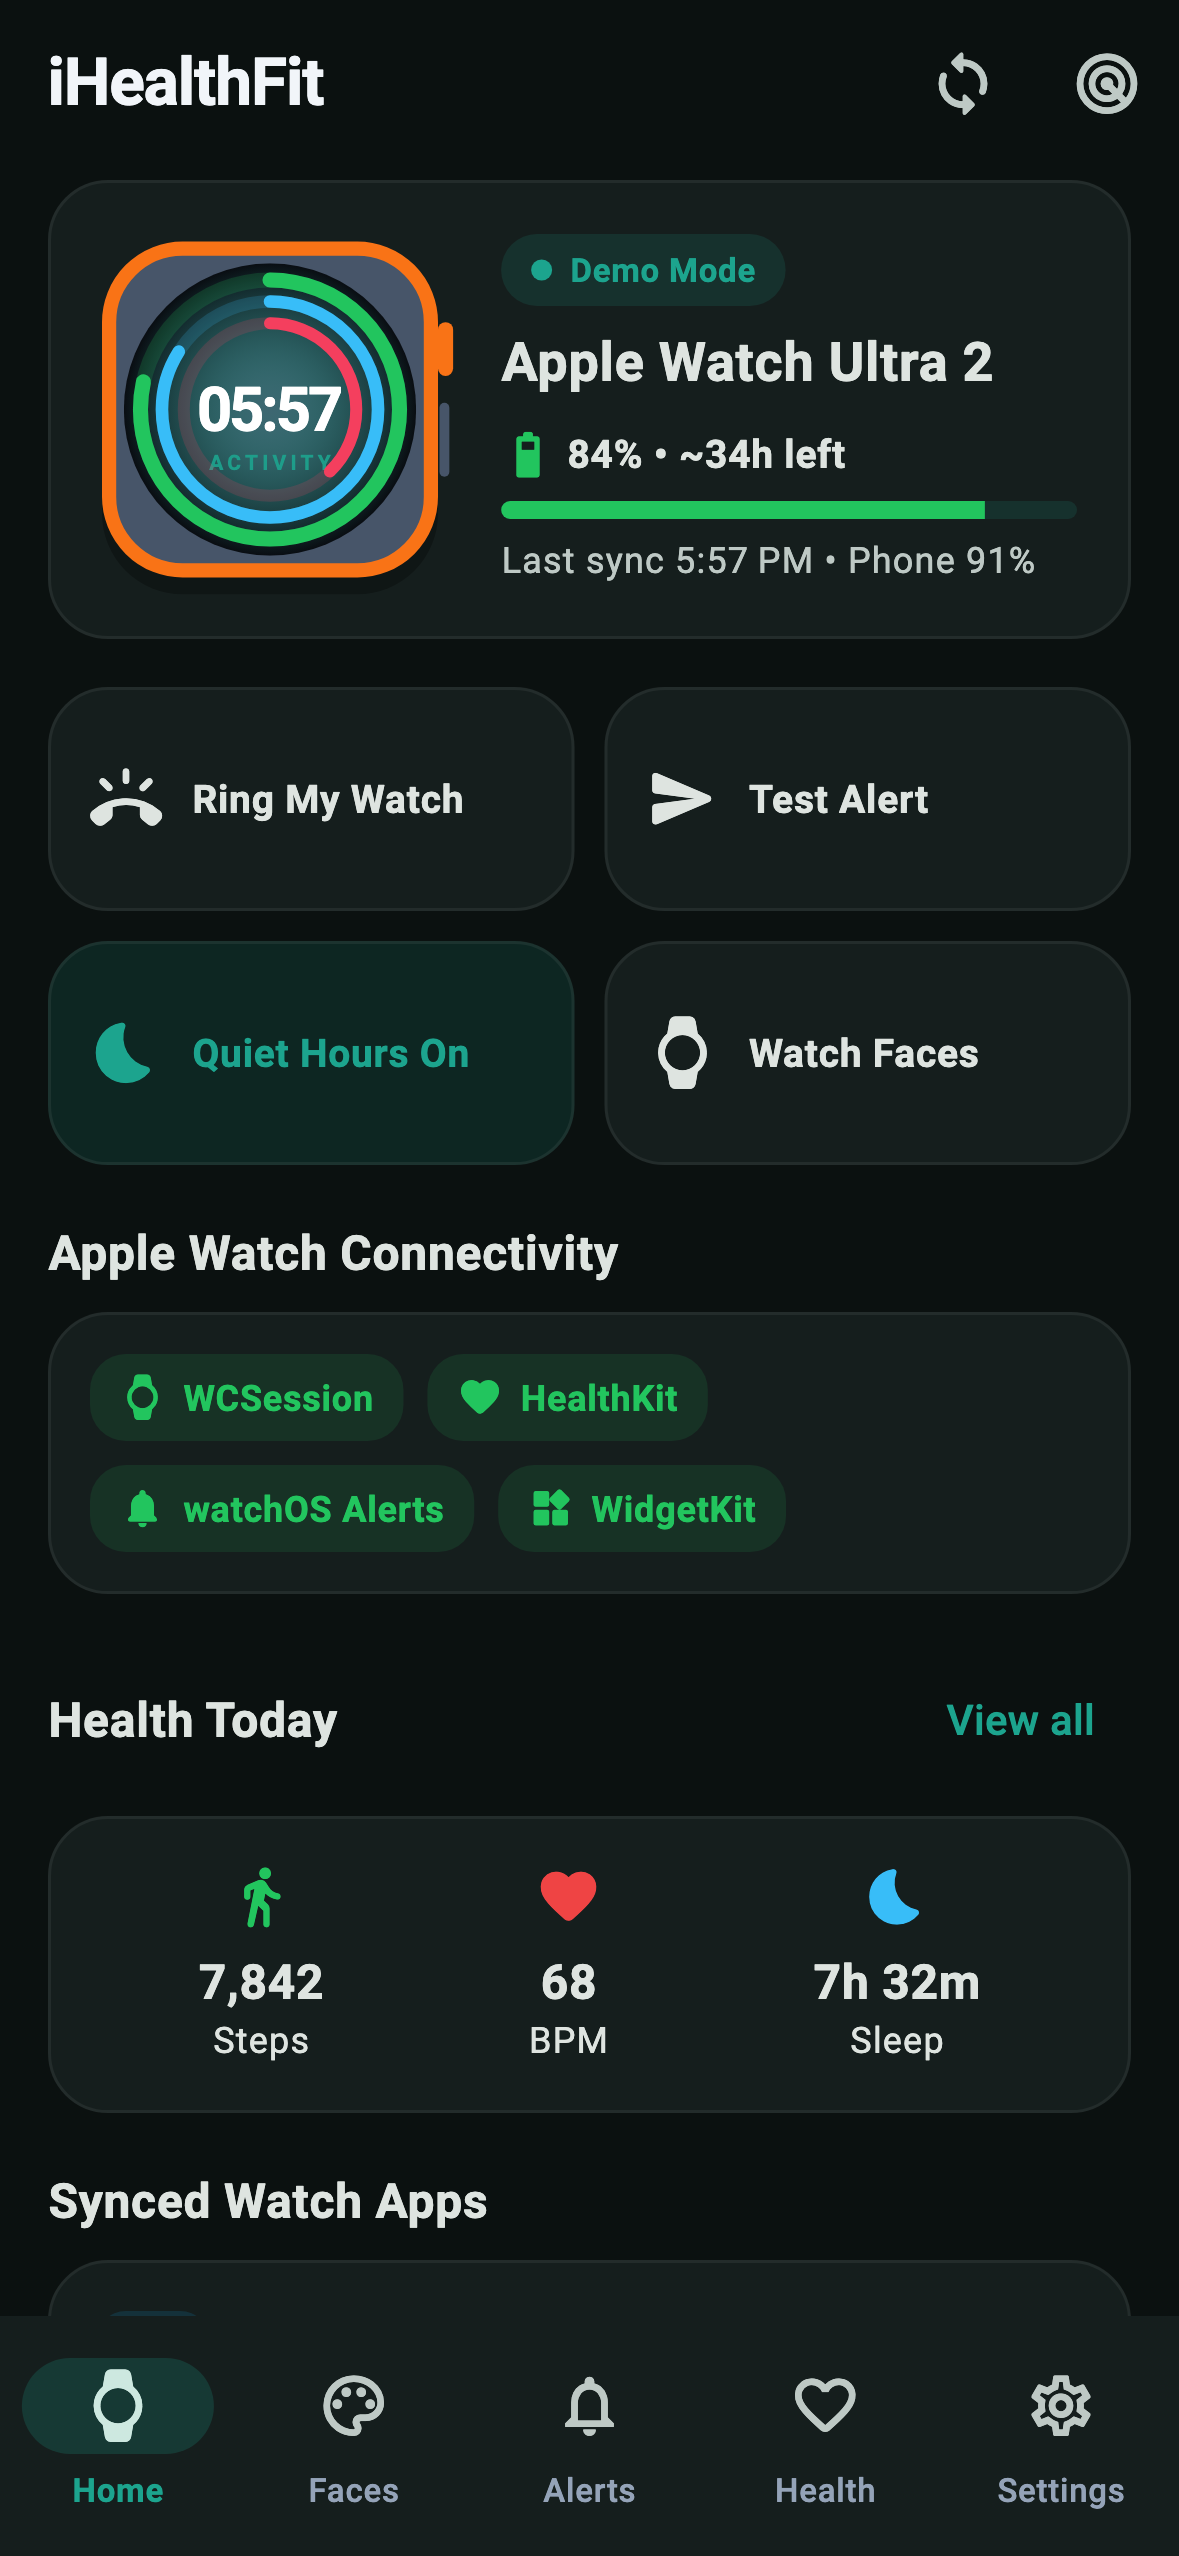 iHealthFit
05:57
ACTIVITY
Demo Mode
Apple Watch Ultra 2
84% • ~34h left
Last sync 5:57 PM • Phone 91%
Ring My Watch
Test Alert
Quiet Hours On
Watch Faces
Apple Watch Connectivity
WCSession
HealthKit
watchOS Alerts
WidgetKit
Health Today
View all
7,842
Steps
68
BPM
7h 32m
Sleep
Synced Watch Apps
Home
Faces
Alerts
Health
Settings